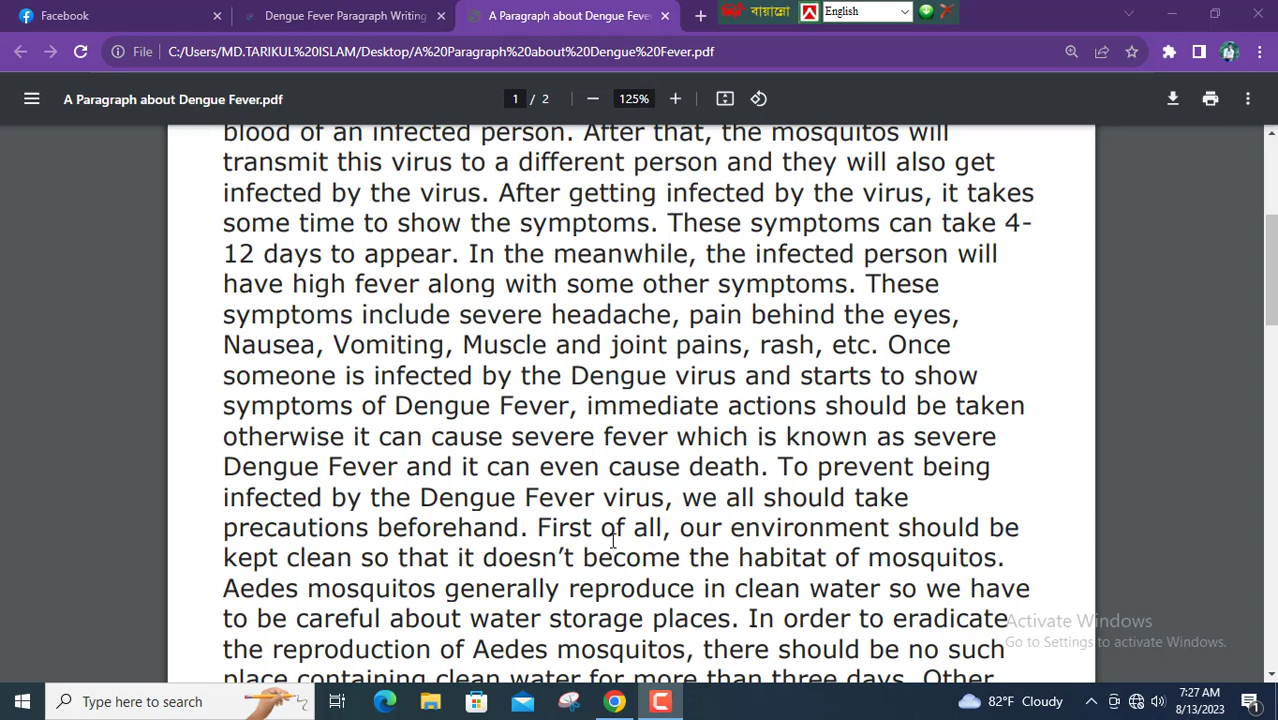 Facebook
Dengue Fever Paragraph Writing
A Paragraph about Dengue Feve
বায়ান্নো
English
File
C:/Users/MD.TARIKUL%20ISLAM/Desktop/A%20Paragraph%20about%20Dengue%20Fever.pdf
A Paragraph about Dengue Fever.pdf
1 / 2
125%
blood of an infected person. After that, the mosquitos will
transmit this virus to a different person and they will also get
infected by the virus. After getting infected by the virus, it takes
some time to show the symptoms. These symptoms can take 4-
12 days to appear. In the meanwhile, the infected person will
have high fever along with some other symptoms. These
symptoms include severe headache, pain behind the eyes,
Nausea, Vomiting, Muscle and joint pains, rash, etc. Once
someone is infected by the Dengue virus and starts to show
symptoms of Dengue Fever, immediate actions should be taken
otherwise it can cause severe fever which is known as severe
Dengue Fever and it can even cause death. To prevent being
infected by the Dengue Fever virus, we all should take
precautions beforehand. First of all, our environment should be
kept clean so that it doesn’t become the habitat of mosquitos.
Aedes mosquitos generally reproduce in clean water so we have
to be careful about water storage places. In order to eradicate
the reproduction of Aedes mosquitos, there should be no such
place containing clean water for more than three days. Other
Activate Windows
Go to Settings to activate Windows.
Type here to search
82°F Cloudy
7:27 AM
8/13/2023